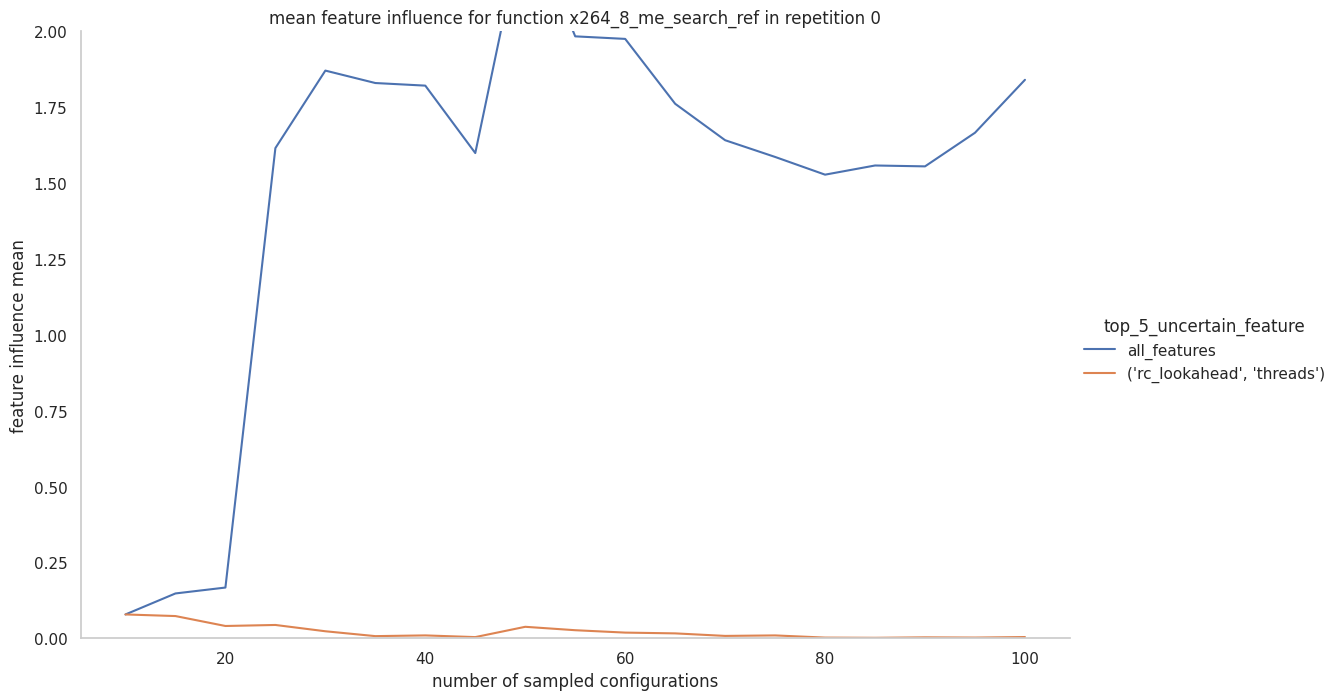 mean feature influence for function x264_8_me_search_ref in repetition 0
2.00
1.75
1.50
1.25
1.00
0.75
0.50
0.25
0.00
feature influence mean
20
40
60
80
100
number of sampled configurations
top_5_uncertain_feature
all_features
('rc_lookahead', 'threads')